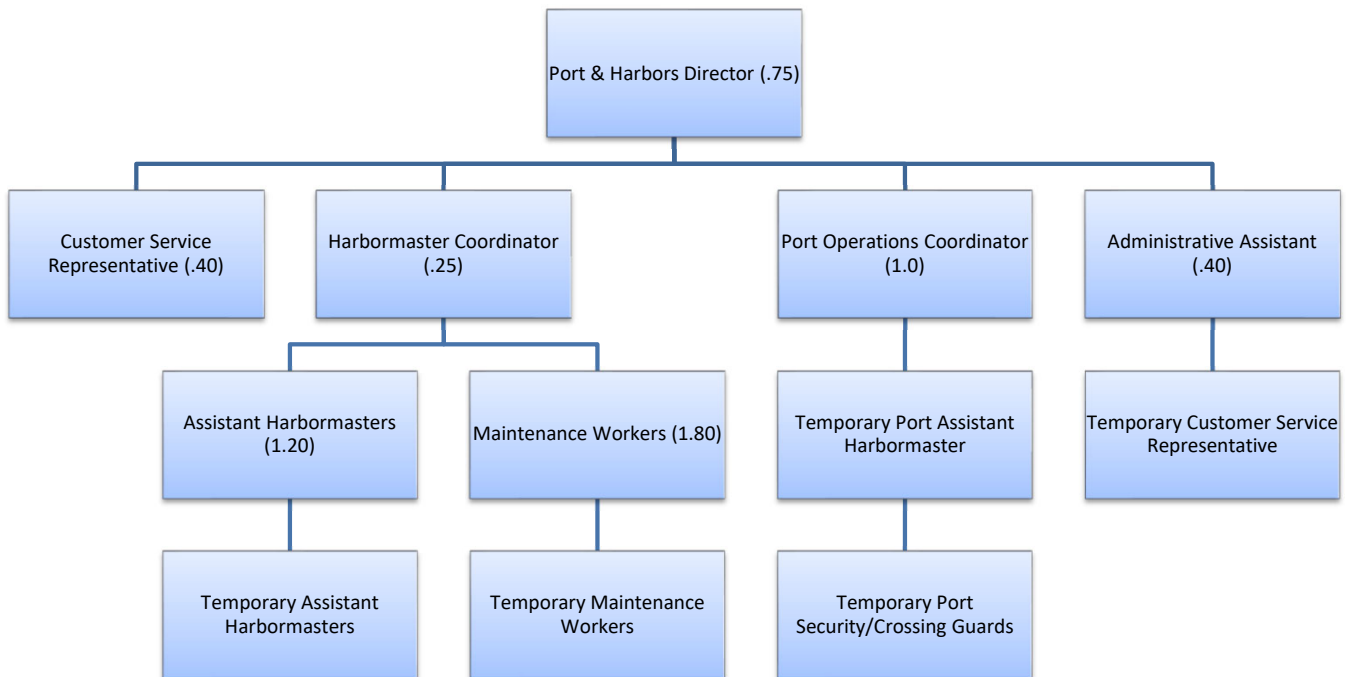 Port & Harbors Director (.75)
Customer Service
Representative (.40)
Harbormaster Coordinator
(.25)
Port Operations Coordinator
(1.0)
Administrative Assistant
(.40)
Assistant Harbormasters
(1.20)
Maintenance Workers (1.80)
Temporary Port Assistant
Harbormaster
Temporary Customer Service
Representative
Temporary Assistant
Harbormasters
Temporary Maintenance
Workers
Temporary Port
Security/Crossing Guards